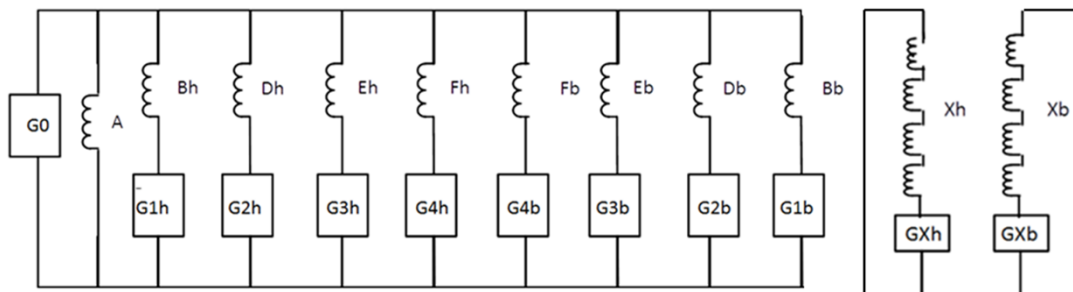 Bh Dh Eh Fh Fb Eb Db Bb Xh Xb
G0 A
G1h G2h G3h G4h G4b G3b G2b G1b
GXh GXb